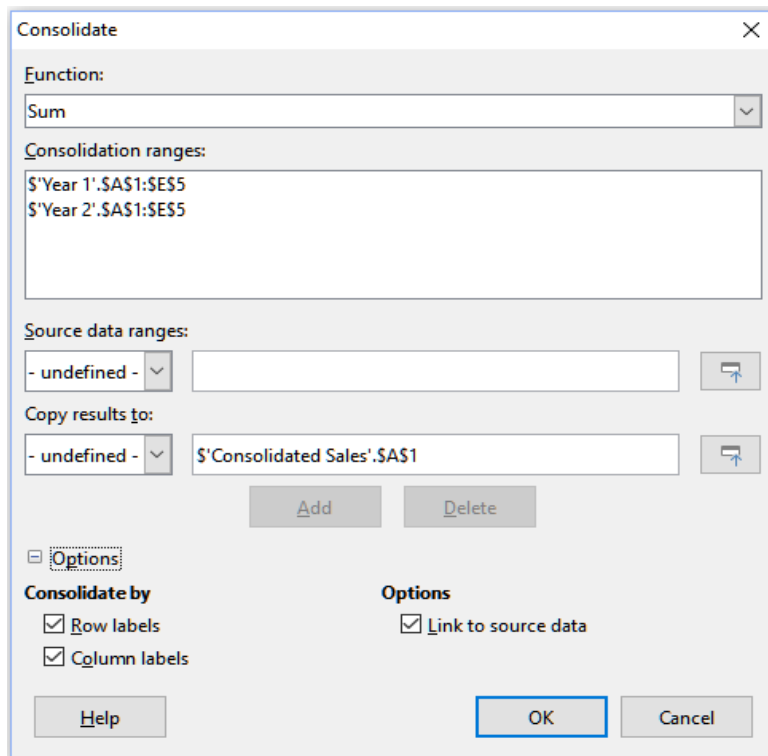 Consolidate
Function:
Sum
Consolidation ranges:
$'Year 1'.$A$1:$E$5
$'Year 2'.$A$1:$E$5
Source data ranges:
- undefined -
Copy results to:
- undefined - $'Consolidated Sales'.$A$1
Add Delete
Options
Consolidate by Options
Row labels Link to source data
Column labels
Help OK Cancel